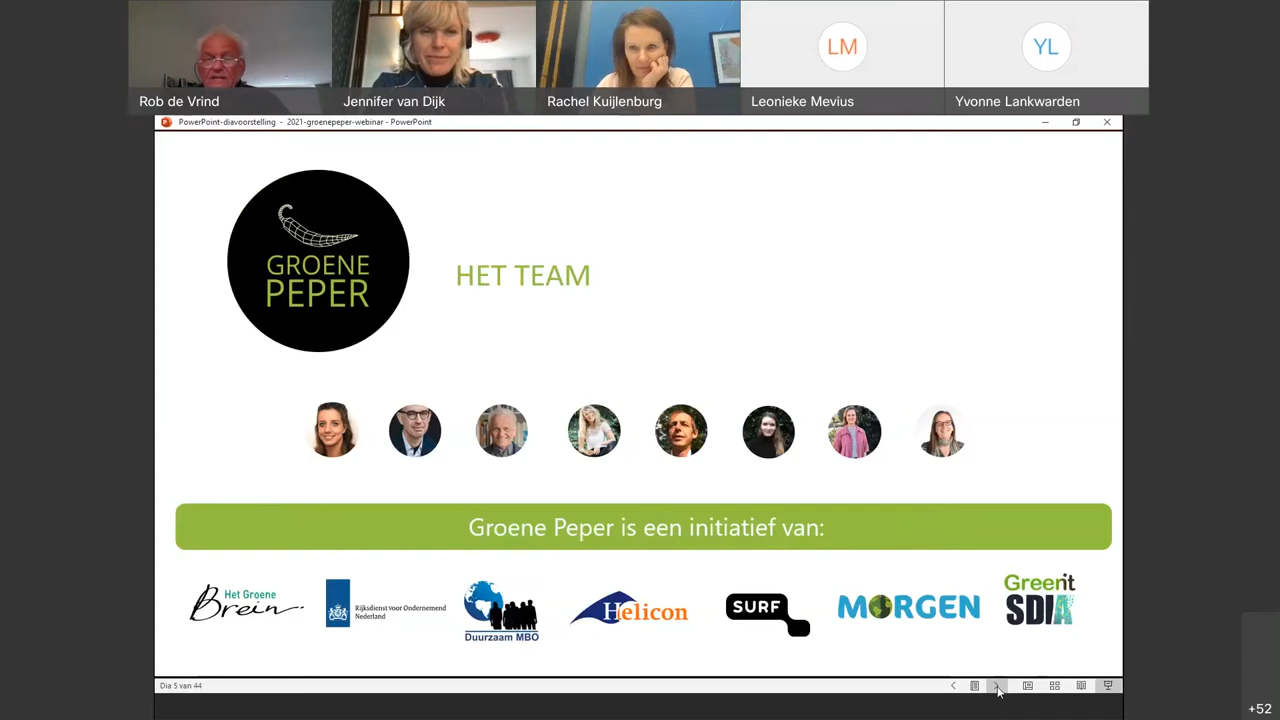 LM
YL
Rob de Vrind
Jennifer van Dijk
Rachel Kuijlenburg
Leonieke Mevius
Yvonne Lankwarden
PowerPoint-diavoorstelling - 2021-groenepeper-webinar - PowerPoint
GROENE
PEPER
HET TEAM
Groene Peper is een initiatief van:
Het Groene
Brein
Rijksdienst voor Ondernemend
Nederland
Duurzaam MBO
Helicon
SURF
MORGEN
Greenit
SDIA
Dia 5 van 44
+52